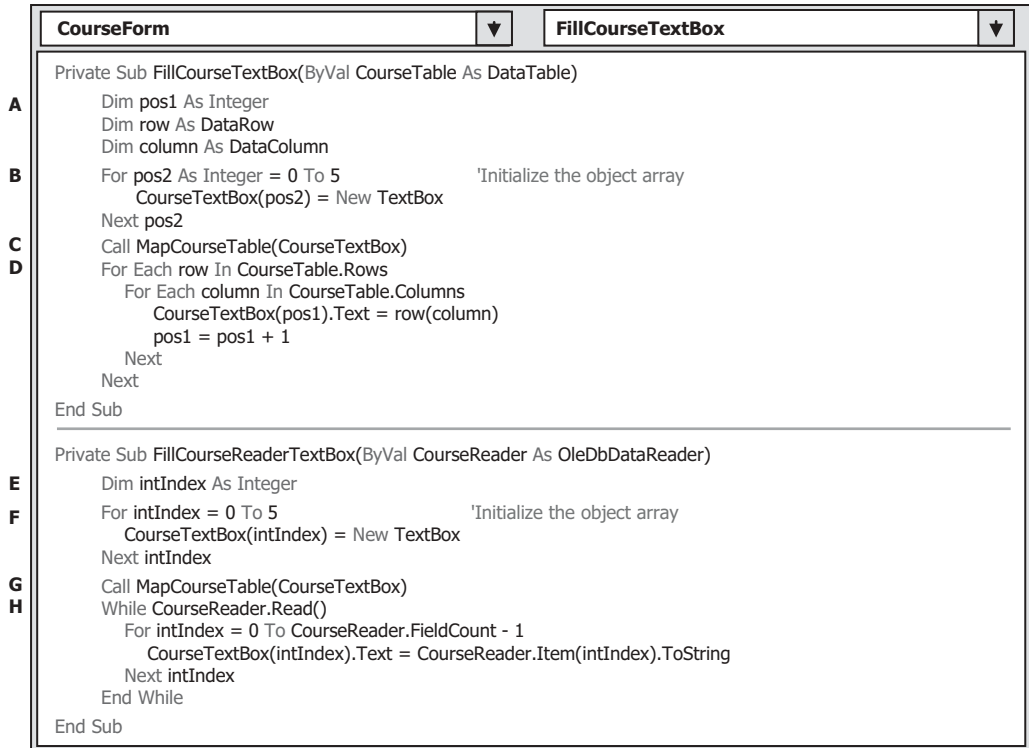 CourseForm FillCourseTextBox
Private Sub FillCourseTextBox(ByVal CourseTable As DataTable)
A Dim pos1 As Integer
Dim row As DataRow
Dim column As DataColumn
B For pos2 As Integer = 0 To 5 'Initialize the object array
CourseTextBox(pos2) = New TextBox
Next pos2
C Call MapCourseTable(CourseTextBox)
D For Each row In CourseTable.Rows
For Each column In CourseTable.Columns
CourseTextBox(pos1).Text = row(column)
pos1 = pos1 + 1
Next
Next
End Sub
Private Sub FillCourseReaderTextBox(ByVal CourseReader As OleDbDataReader)
E Dim intIndex As Integer
F For intIndex = 0 To 5 'Initialize the object array
CourseTextBox(intIndex) = New TextBox
Next intIndex
G Call MapCourseTable(CourseTextBox)
H While CourseReader.Read()
For intIndex = 0 To CourseReader.FieldCount - 1
CourseTextBox(intIndex).Text = CourseReader.Item(intIndex).ToString
Next intIndex
End While
End Sub